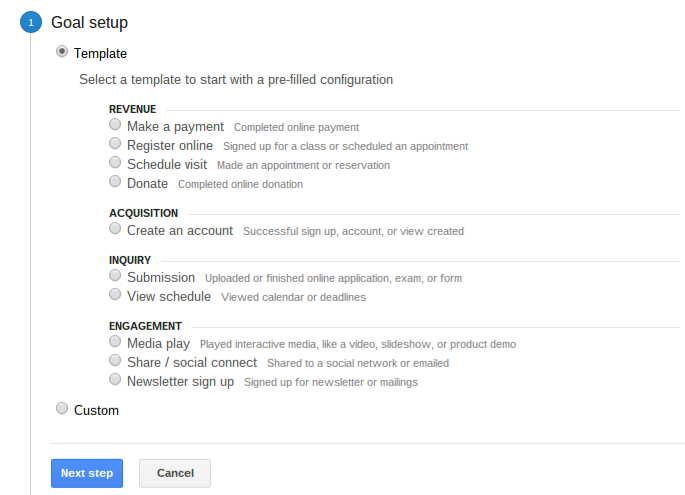 1 Goal setup
Template
Select a template to start with a pre-filled configuration
REVENUE
Make a payment Completed online payment
Register online Signed up for a class or scheduled an appointment
Schedule visit Made an appointment or reservation
Donate Completed online donation
ACQUISITION
Create an account Successful sign up, account, or view created
INQUIRY
Submission Uploaded or finished online application, exam, or form
View schedule Viewed calendar or deadlines
ENGAGEMENT
Media play Played interactive media, like a video, slideshow, or product demo
Share / social connect Shared to a social network or emailed
Newsletter sign up Signed up for newsletter or mailings
Custom
Next step Cancel